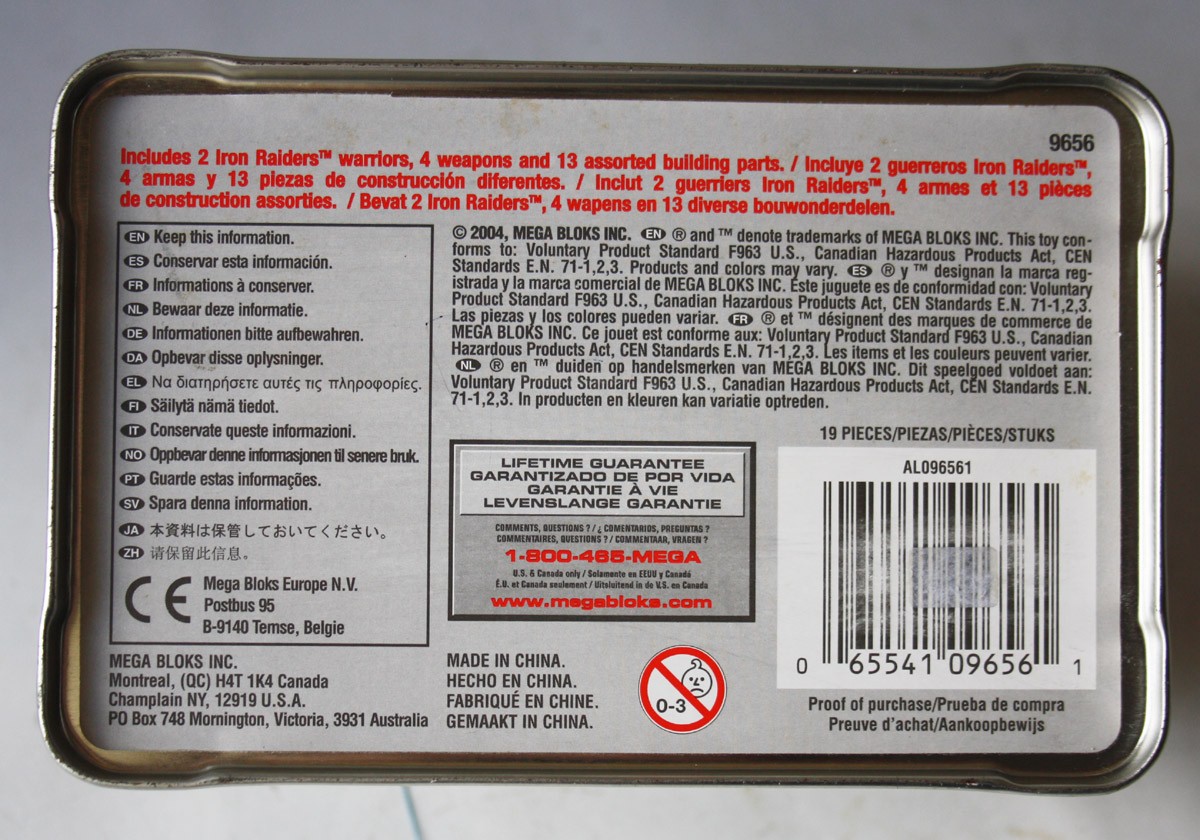 9656
Includes 2 Iron Raiders™ warriors, 4 weapons and 13 assorted building parts. / Incluye 2 guerreros Iron Raiders™,
4 armas y 13 piezas de construcción diferentes. / Inclut 2 guerriers Iron Raiders™, 4 armes et 13 pièces
de construction assorties. / Bevat 2 Iron Raiders™, 4 wapens en 13 diverse bouwonderdelen.
EN Keep this information.
ES Conservar esta información.
FR Informations à conserver.
NL Bewaar deze informatie.
DE Informationen bitte aufbewahren.
DA Opbevar disse oplysninger.
EL Να διατηρήσετε αυτές τις πληροφορίες.
FI Säilytä nämä tiedot.
IT Conservate queste informazioni.
NO Oppbevar denne informasjonen til senere bruk.
PT Guarde estas informações.
SV Spara denna information.
JA 本資料は保管しておいてください。
ZH 请保留此信息。
CE
Mega Bloks Europe N.V.
Postbus 95
B-9140 Temse, Belgie
MEGA BLOKS INC.
Montreal, (QC) H4T 1K4 Canada
Champlain NY, 12919 U.S.A.
PO Box 748 Mornington, Victoria, 3931 Australia
© 2004, MEGA BLOKS INC. EN ® and ™ denote trademarks of MEGA BLOKS INC. This toy con-
forms to: Voluntary Product Standard F963 U.S., Canadian Hazardous Products Act, CEN
Standards E.N. 71-1,2,3. Products and colors may vary. ES ® y ™ designan la marca reg-
istrada y la marca comercial de MEGA BLOKS INC. Este juguete es de conformidad con: Voluntary
Product Standard F963 U.S., Canadian Hazardous Products Act, CEN Standards E.N. 71-1,2,3.
Las piezas y los colores pueden variar. FR ® et ™ désignent des marques de commerce de
MEGA BLOKS INC. Ce jouet est conforme aux: Voluntary Product Standard F963 U.S., Canadian
Hazardous Products Act, CEN Standards E.N. 71-1,2,3. Les items et les couleurs peuvent varier.
NL ® en ™ duiden op handelsmerken van MEGA BLOKS INC. Dit speelgoed voldoet aan:
Voluntary Product Standard F963 U.S., Canadian Hazardous Products Act, CEN Standards E.N.
71-1,2,3. In producten en kleuren kan variatie optreden.
LIFETIME GUARANTEE
GARANTIZADO DE POR VIDA
GARANTIE À VIE
LEVENSLANGE GARANTIE
COMMENTS, QUESTIONS ? / ¿ COMENTARIOS, PREGUNTAS ?
COMMENTAIRES, QUESTIONS ? / COMMENTAAR, VRAGEN ?
1-800-465-MEGA
U.S. & Canada only / Solamente en EEUU y Canadá
É.U. et Canada seulement / Uitsluitend in de V.S. en Canada
www.megabloks.com
MADE IN CHINA.
HECHO EN CHINA.
FABRIQUÉ EN CHINE.
GEMAAKT IN CHINA.
0-3
19 PIECES/PIEZAS/PIÈCES/STUKS
AL096561
0 65541 09656 1
Proof of purchase/Prueba de compra
Preuve d'achat/Aankoopbewijs